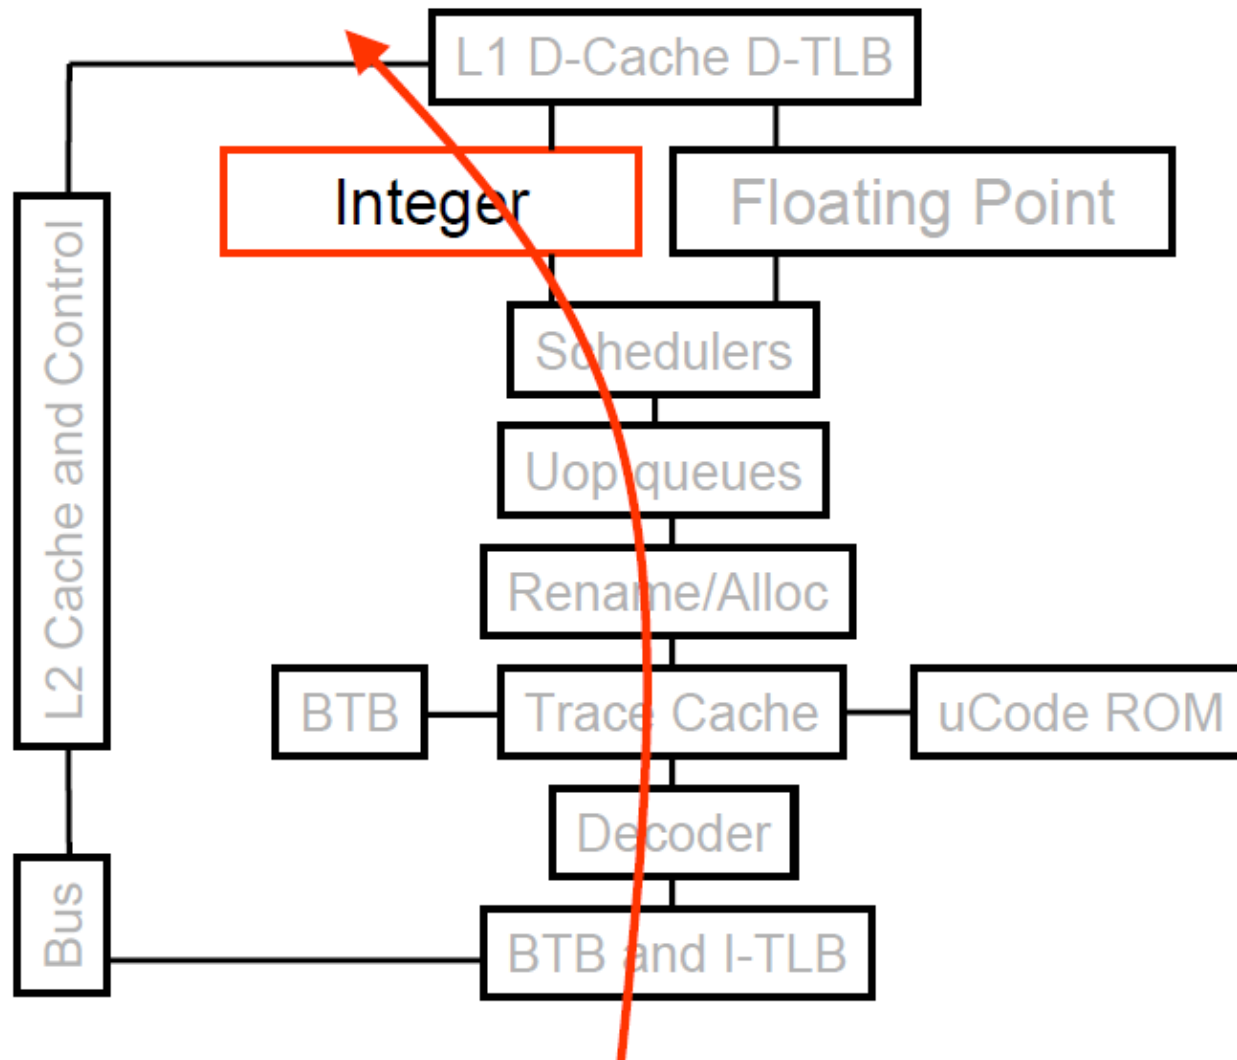 L1 D-Cache D-TLB
Integer
Floating Point
L2 Cache and Control
Schedulers
Uop queues
Rename/Alloc
BTB
Trace Cache
uCode ROM
Decoder
Bus
BTB and I-TLB